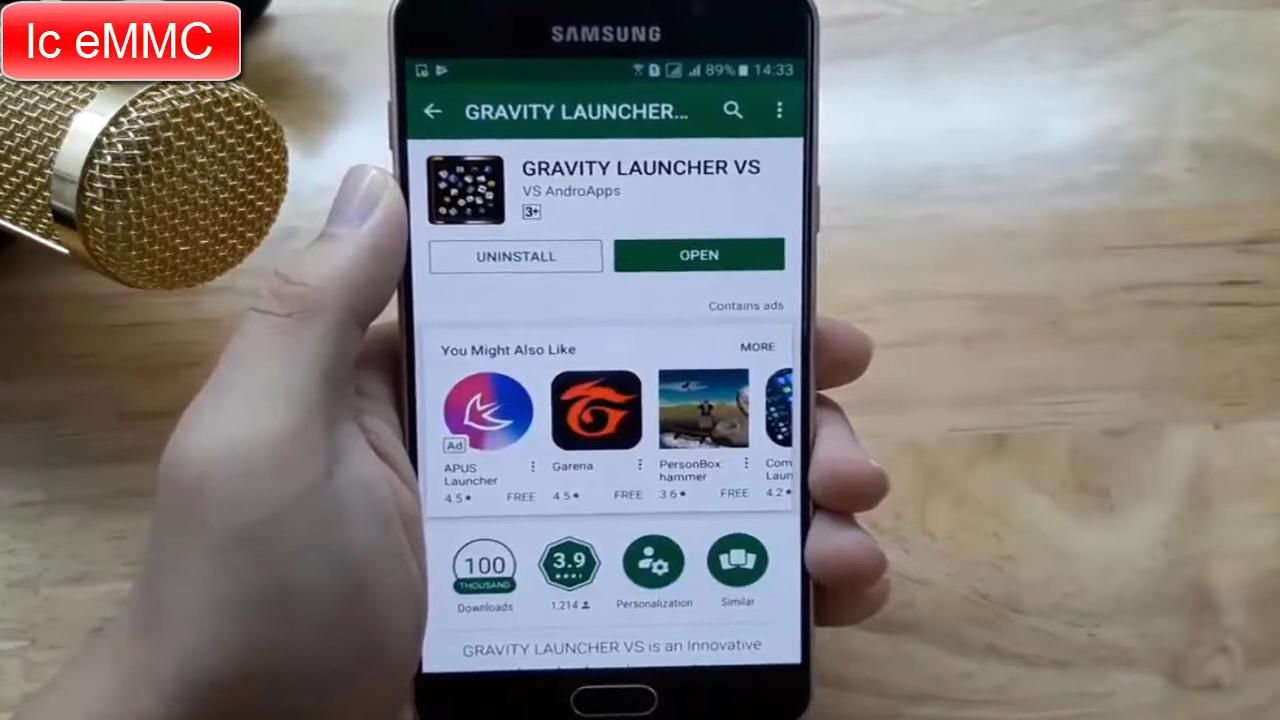 Ic eMMC
SAMSUNG
89% 14:33
GRAVITY LAUNCHER...
GRAVITY LAUNCHER VS
VS AndroApps
3+
UNINSTALL
OPEN
Contains ads
You Might Also Like
MORE
Ad
APUS
Launcher
4.5★ FREE
Garena
4.5★ FREE
PersonBox:
hammer
3.6★ FREE
Com
Laun
4.2★
100
THOUSAND
Downloads
3.9
1,214
Personalization
Similar
GRAVITY LAUNCHER VS is an Innovative